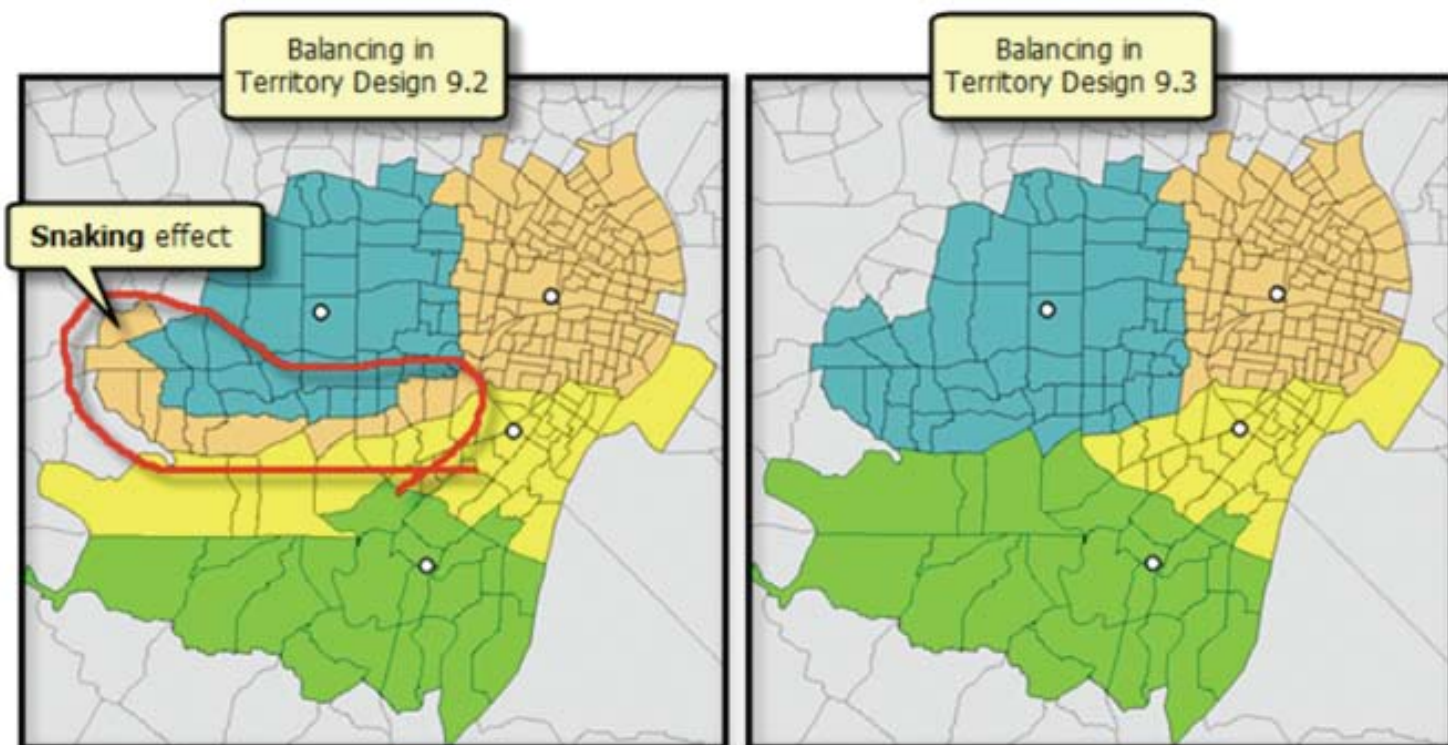 Balancing in
Territory Design 9.2
Balancing in
Territory Design 9.3
Snaking effect